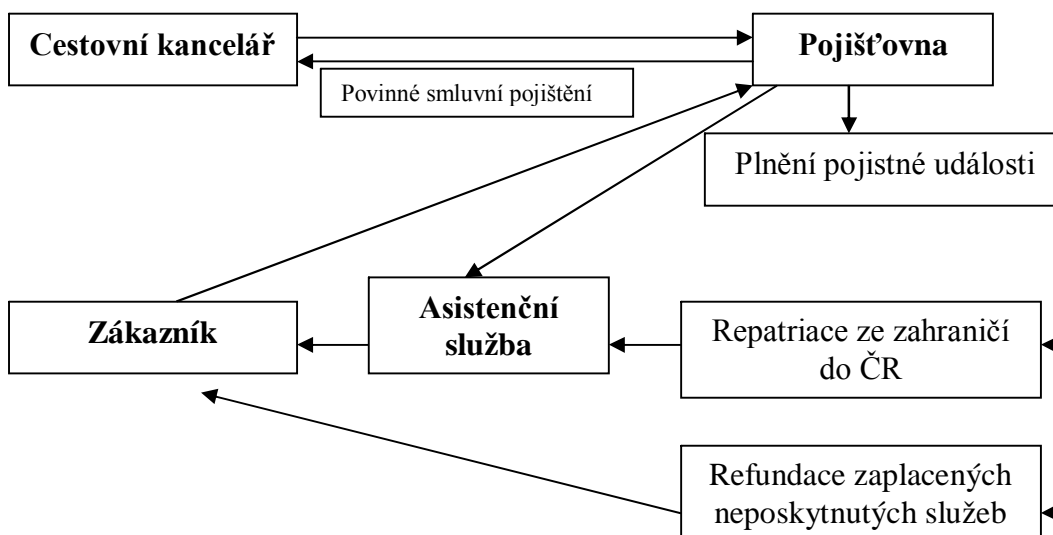 Cestovní kancelář
Pojišťovna
Povinné smluvní pojištění
Plnění pojistné události
Zákazník
Asistenční
služba
Repatriace ze zahraničí
do ČR
Refundace zaplacených
neposkytnutých služeb